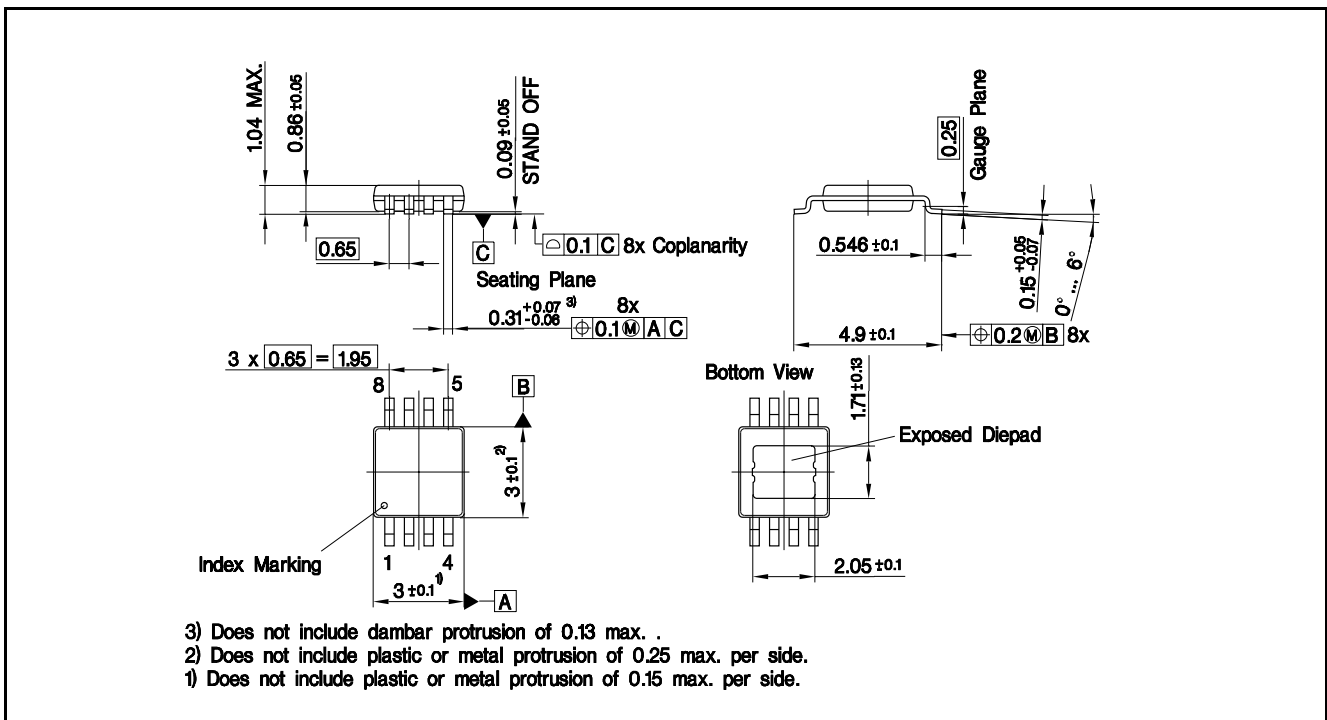 1.04 MAX.
0.86 ±0.05
0.09 ±0.05
STAND OFF
0.65
C
⌓ 0.1 C 8x Coplanarity
Seating Plane
0.31 +0.07 -0.06 3)
8x
⌖ 0.1 Ⓜ A C
0.25
Gauge Plane
0.546 ±0.1
0.15 +0.05 -0.07
0° ... 6°
4.9 ±0.1
⌖ 0.2 Ⓜ B 8x
3 x 0.65 = 1.95
8 5
B
3 ±0.1 2)
Index Marking
1 4
3 ±0.1 1)
A
Bottom View
1.71 ±0.13
Exposed Diepad
2.05 ±0.1
3) Does not include dambar protrusion of 0.13 max. .
2) Does not include plastic or metal protrusion of 0.25 max. per side.
1) Does not include plastic or metal protrusion of 0.15 max. per side.